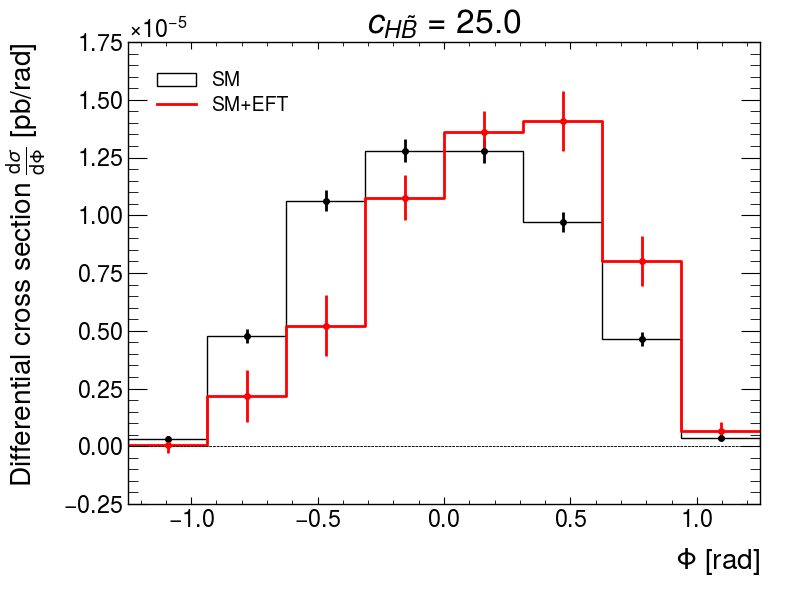 ×10⁻⁵
c_{HB̃} = 25.0
Differential cross section dσ/dΦ [pb/rad]
1.75
1.50
1.25
1.00
0.75
0.50
0.25
0.00
−0.25
SM
SM+EFT
−1.0 −0.5 0.0 0.5 1.0
Φ [rad]